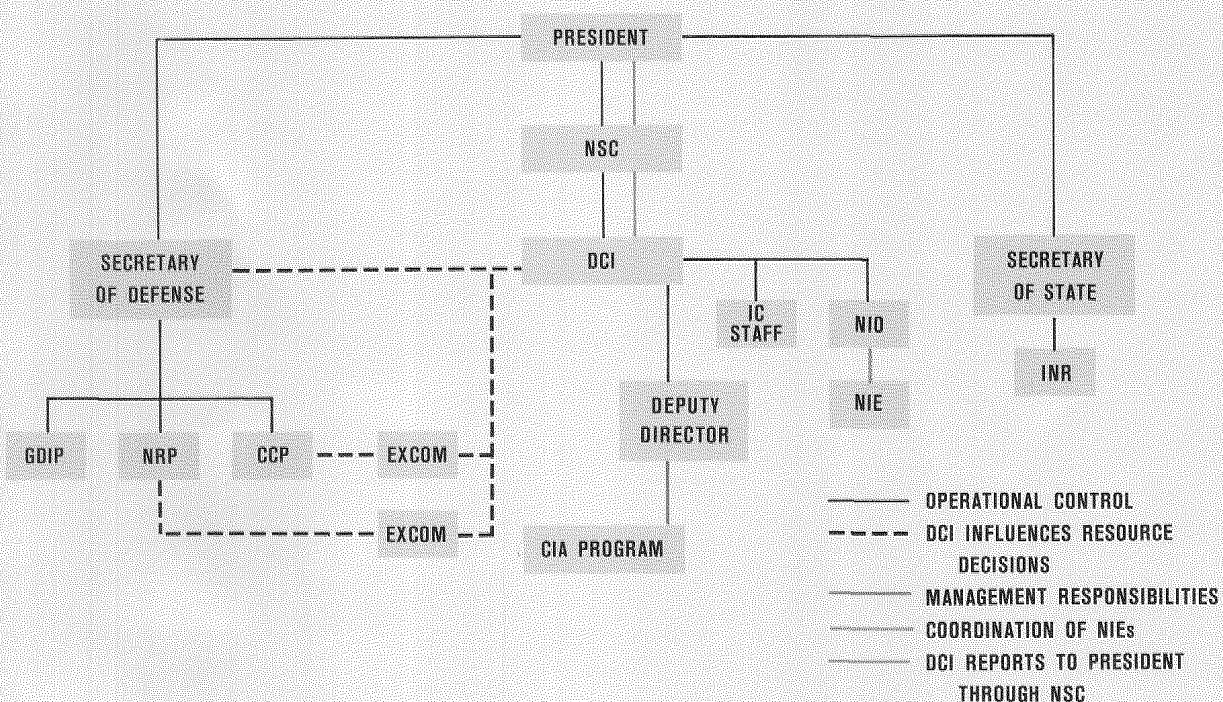 PRESIDENT
NSC
SECRETARY
OF DEFENSE
DCI
SECRETARY
OF STATE
IC
STAFF
NIO
INR
NIE
DEPUTY
DIRECTOR
GDIP
NRP
CCP
EXCOM
EXCOM
CIA PROGRAM
OPERATIONAL CONTROL
DCI INFLUENCES RESOURCE
DECISIONS
MANAGEMENT RESPONSIBILITIES
COORDINATION OF NIEs
DCI REPORTS TO PRESIDENT
THROUGH NSC